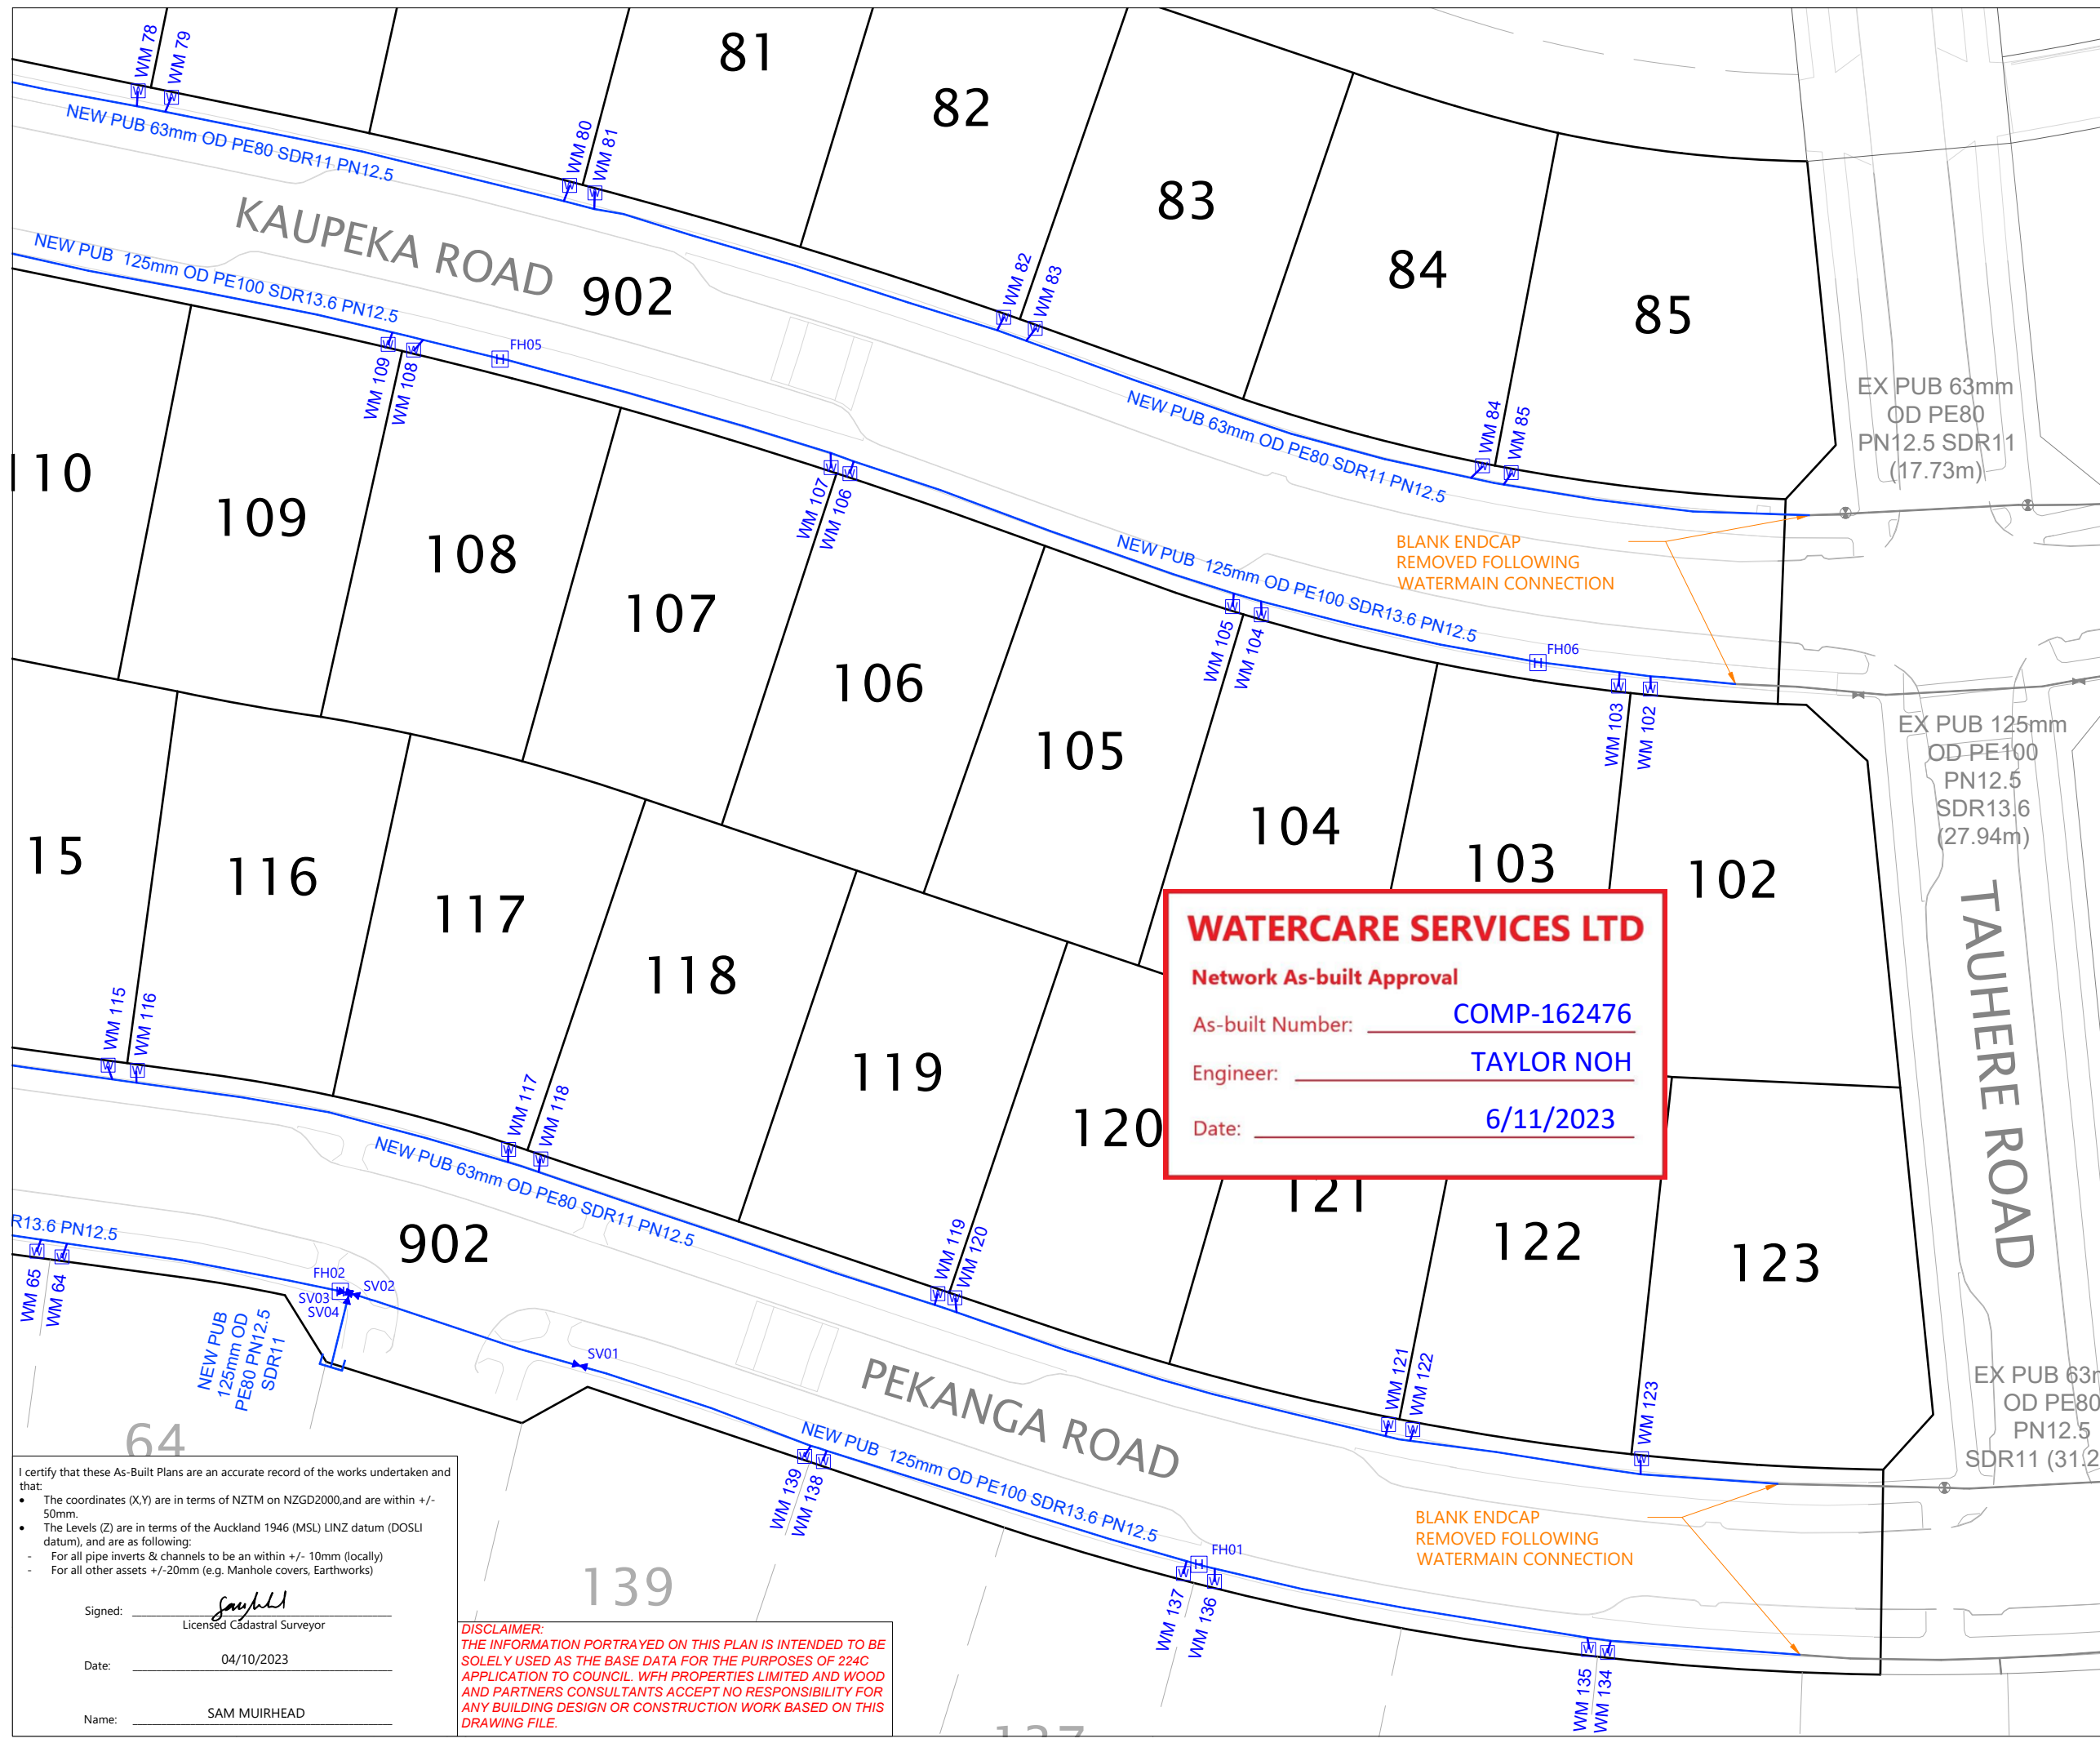 WM 78
WM 79
81
82
83
84
85
WM 80
WM 81
NEW PUB 63mm OD PE80 SDR11 PN12.5
KAUPEKA ROAD
902
NEW PUB 125mm OD PE100 SDR13.6 PN12.5
WM 82
WM 83
FH05
WM 109
WM 108
WM 84
WM 85
NEW PUB 63mm OD PE80 SDR11 PN12.5
EX PUB 63mm
OD PE80
PN12.5 SDR11
(17.73m)
110
109
108
107
106
105
104
103
102
WM 107
WM 106
NEW PUB 125mm OD PE100 SDR13.6 PN12.5
BLANK ENDCAP
REMOVED FOLLOWING
WATERMAIN CONNECTION
WM 105
WM 104
FH06
WM 103
WM 102
EX PUB 125mm
OD PE100
PN12.5
SDR13.6
(27.94m)
TAUHERE ROAD
15
116
117
118
119
120
121
122
123
WATERCARE SERVICES LTD
Network As-built Approval
As-built Number: COMP-162476
Engineer: TAYLOR NOH
Date: 6/11/2023
WM 115
WM 116
WM 117
WM 118
NEW PUB 63mm OD PE80 SDR11 PN12.5
R13.6 PN12.5
902
WM 65
WM 64
FH02
SV02
SV03
SV04
SV01
NEW PUB
125mm OD
PE80 PN12.5
SDR11
WM 119
WM 120
WM 121
WM 122
WM 123
PEKANGA ROAD
EX PUB 63m
OD PE80
PN12.5
SDR11 (31.2
64
WM 139
WM 138
NEW PUB 125mm OD PE100 SDR13.6 PN12.5
FH01
WM 137
WM 136
WM 135
WM 134
BLANK ENDCAP
REMOVED FOLLOWING
WATERMAIN CONNECTION
139
137
I certify that these As-Built Plans are an accurate record of the works undertaken and
that:
• The coordinates (X,Y) are in terms of NZTM on NZGD2000,and are within +/-
50mm.
• The Levels (Z) are in terms of the Auckland 1946 (MSL) LINZ datum (DOSLI
datum), and are as following:
- For all pipe inverts & channels to be an within +/- 10mm (locally)
- For all other assets +/-20mm (e.g. Manhole covers, Earthworks)
Signed:
Licensed Cadastral Surveyor
Date: 04/10/2023
Name: SAM MUIRHEAD
DISCLAIMER:
THE INFORMATION PORTRAYED ON THIS PLAN IS INTENDED TO BE
SOLELY USED AS THE BASE DATA FOR THE PURPOSES OF 224C
APPLICATION TO COUNCIL. WFH PROPERTIES LIMITED AND WOOD
AND PARTNERS CONSULTANTS ACCEPT NO RESPONSIBILITY FOR
ANY BUILDING DESIGN OR CONSTRUCTION WORK BASED ON THIS
DRAWING FILE.